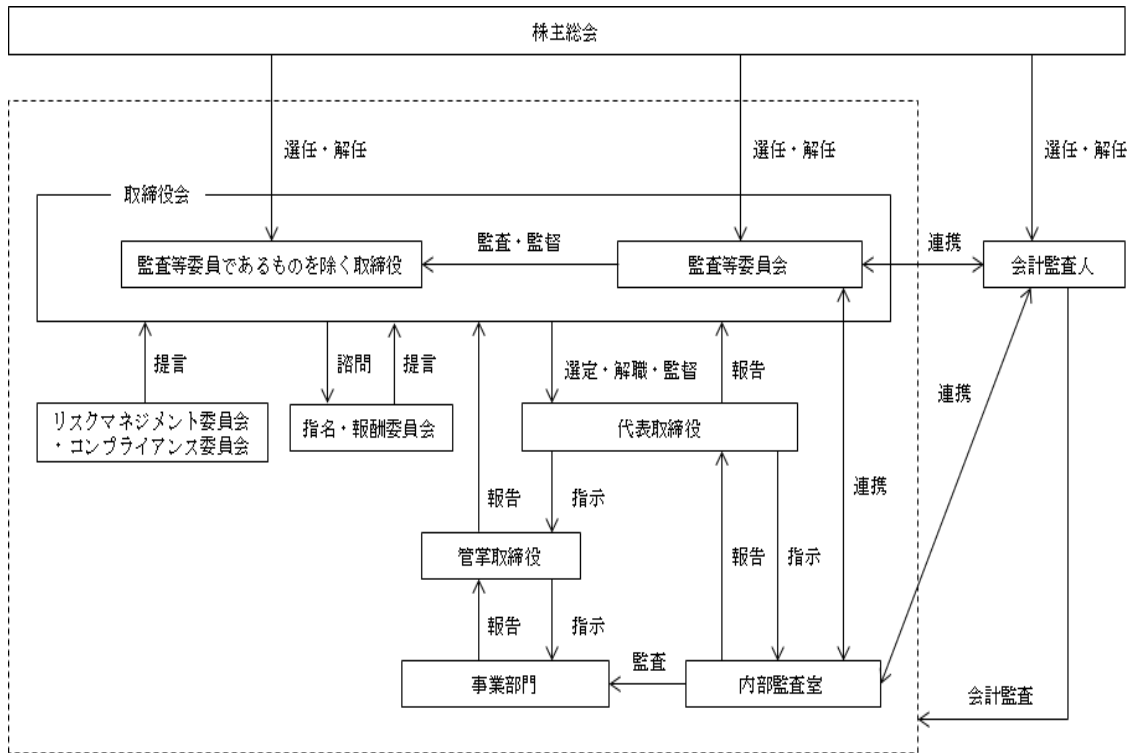 株主総会
選任・解任
選任・解任
選任・解任
取締役会
監査等委員であるものを除く取締役
監査・監督
監査等委員会
連携
会計監査人
提言
諮問
提言
選定・解職・監督
報告
連携
リスクマネジメント委員会
・コンプライアンス委員会
指名・報酬委員会
代表取締役
報告
指示
連携
管掌取締役
報告
指示
報告
指示
監査
事業部門
内部監査室
会計監査